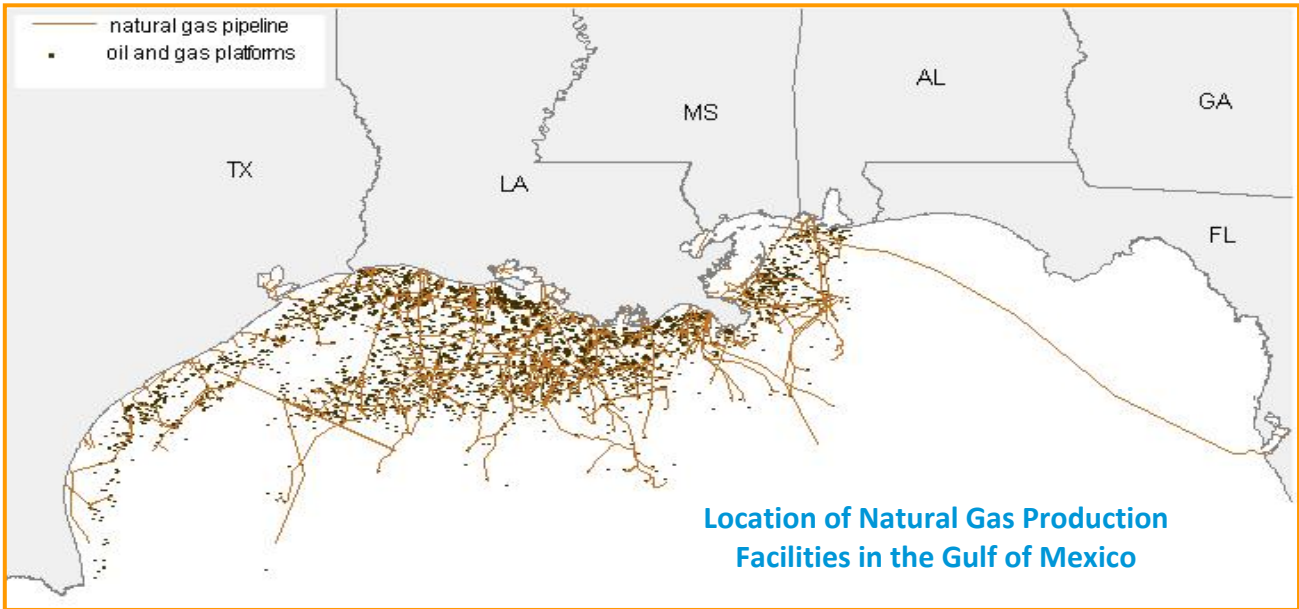 natural gas pipeline
oil and gas platforms
AL
GA
MS
TX
LA
FL
Location of Natural Gas Production
Facilities in the Gulf of Mexico